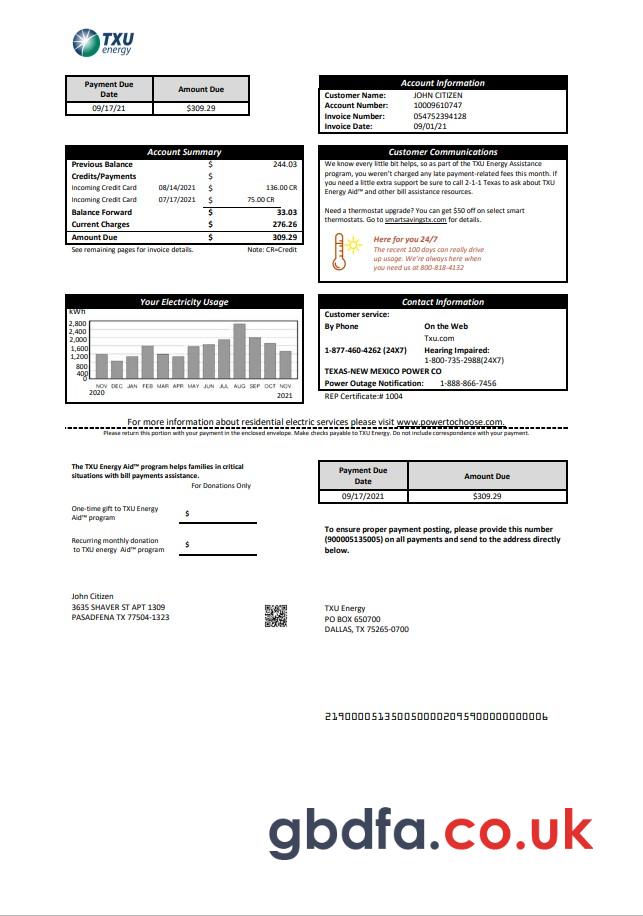 TXU
energy
Payment Due Date Amount Due
09/17/21 $309.29
Account Information
Customer Name: JOHN CITIZEN
Account Number: 10009610747
Invoice Number: 054752394128
Invoice Date: 09/01/21
Account Summary
Previous Balance $ 244.03
Credits/Payments $
Incoming Credit Card 08/14/2021 $ 136.00 CR
Incoming Credit Card 07/17/2021 $ 75.00 CR
Balance Forward $ 33.03
Current Charges $ 276.26
Amount Due $ 309.29
See remaining pages for invoice details. Note: CR=Credit
Customer Communications
We know every little bit helps, so as part of the TXU Energy Assistance
program, you weren't charged any late payment-related fees this month. If
you need a little extra support be sure to call 2-1-1 Texas to ask about TXU
Energy Aid™ and other bill assistance resources.
Need a thermostat upgrade? You can get $50 off on select smart
thermostats. Go to smartsavingstx.com for details.
Here for you 24/7
The recent 100 days can really drive
up usage. We're always here when
you need us at 800-818-4132
Your Electricity Usage
kWh
2,800
2,400
1,600
1,200
800
400
0
NOV DEC JAN FEB MAR APR MAY JUN JUL AUG SEP OCT NOV
2020 2021
Contact Information
Customer service:
By Phone On the Web
Txu.com
1-877-460-4262 (24X7) Hearing Impaired:
1-800-735-2988(24X7)
TEXAS-NEW MEXICO POWER CO
Power Outage Notification: 1-888-866-7456
REP Certificate:# 1004
For more information about residential electric services please visit www.powertochoose.com.
Please return this portion with your payment in the enclosed envelope. Make checks payable to TXU Energy. Do not include correspondence with your payment.
The TXU Energy Aid™ program helps families in critical
situations with bill payments assistance.
For Donations Only
One-time gift to TXU Energy
Aid™ program $
Recurring monthly donation
to TXU energy Aid™ program $
Payment Due Date Amount Due
09/17/2021 $309.29
To ensure proper payment posting, please provide this number
(900005135005) on all payments and send to the address directly
below.
John Citizen
3635 SHAVER ST APT 1309
PASADFENA TX 77504-1323
TXU Energy
PO BOX 650700
DALLAS, TX 75265-0700
gbdfa.co.uk